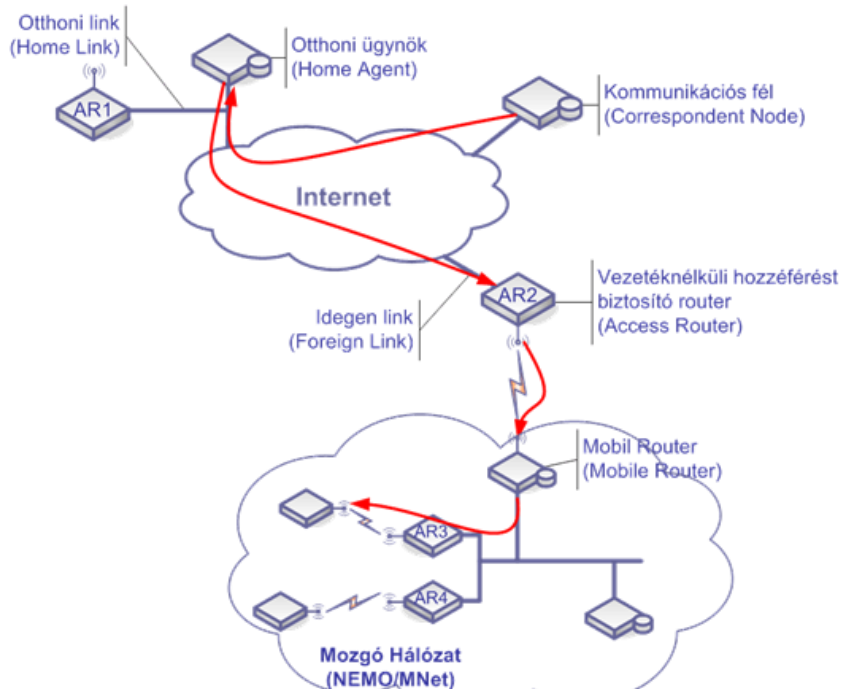 Otthoni link
(Home Link)
Otthoni ügynök
(Home Agent)
AR1
Kommunikációs fél
(Correspondent Node)
Internet
AR2
Vezetéknélküli hozzéférést
biztosító router
(Access Router)
Idegen link
(Foreign Link)
Mobil Router
(Mobile Router)
AR3
AR4
Mozgó Hálózat
(NEMO/MNet)